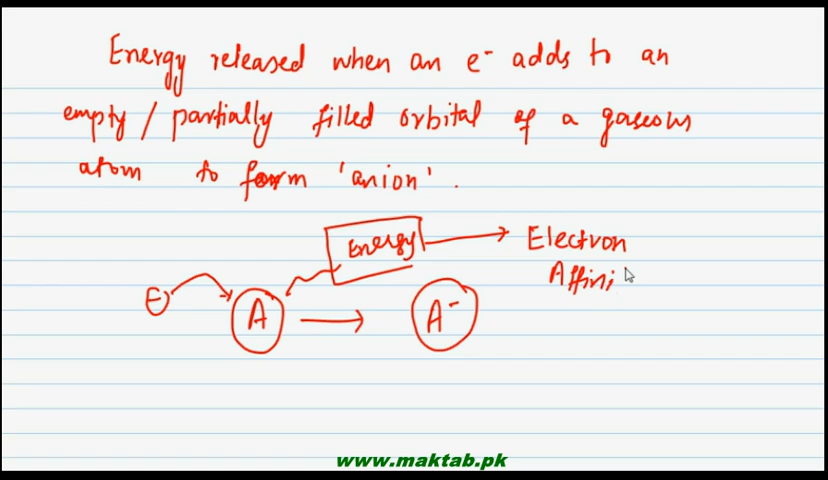 Energy released when an e⁻ adds to an
empty / partially filled orbital of a gaseous
atom to form 'anion'.
Energy → Electron
Affini
e A → A⁻
www.maktab.pk